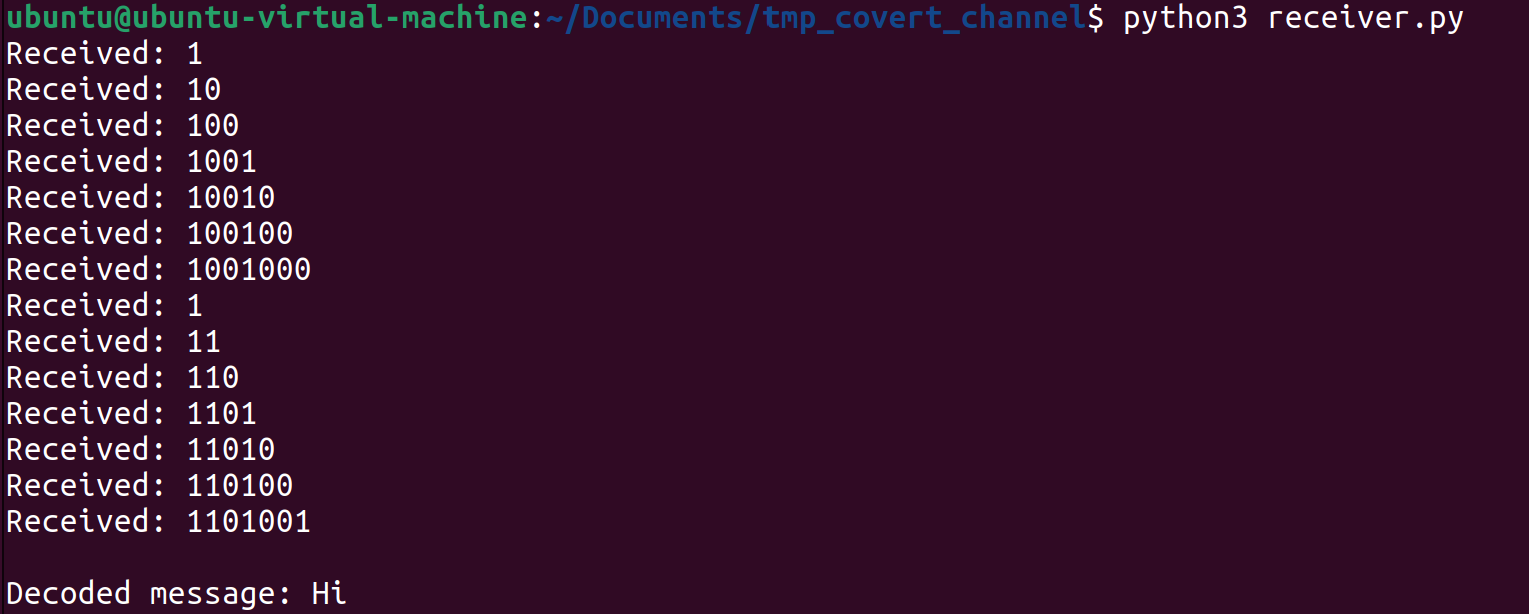 ubuntu@ubuntu-virtual-machine:~/Documents/tmp_covert_channel$ python3 receiver.py
Received: 1
Received: 10
Received: 100
Received: 1001
Received: 10010
Received: 100100
Received: 1001000
Received: 1
Received: 11
Received: 110
Received: 1101
Received: 11010
Received: 110100
Received: 1101001
Decoded message: Hi